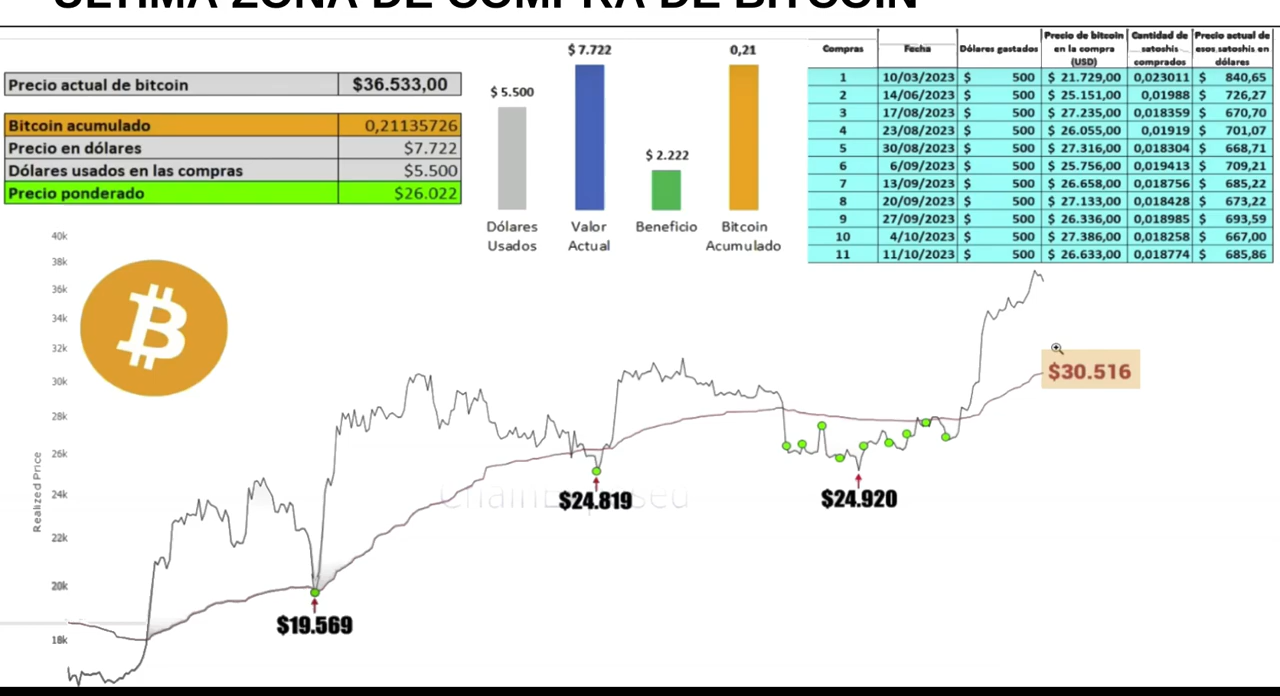 ÚLTIMA ZONA DE COMPRA DE BITCOIN
Precio actual de bitcoin $36.533,00
Bitcoin acumulado 0,21135726
Precio en dólares $7.722
Dólares usados en las compras $5.500
Precio ponderado $26.022
$ 5.500
$ 7.722
$ 2.222
0,21
Dólares Usados
Valor Actual
Beneficio
Bitcoin Acumulado
Compras Fecha Dólares gastados Precio de bitcoin en la compra (USD) Cantidad de satoshis comprados Precio actual de esos satoshis en dólares
1 10/03/2023 $ 500 $ 21.729,00 0,023011 $ 840,65
2 14/06/2023 $ 500 $ 25.151,00 0,01988 $ 726,27
3 17/08/2023 $ 500 $ 27.235,00 0,018359 $ 670,70
4 23/08/2023 $ 500 $ 26.055,00 0,01919 $ 701,07
5 30/08/2023 $ 500 $ 27.316,00 0,018304 $ 668,71
6 6/09/2023 $ 500 $ 25.756,00 0,019413 $ 709,21
7 13/09/2023 $ 500 $ 26.658,00 0,018756 $ 685,22
8 20/09/2023 $ 500 $ 27.133,00 0,018428 $ 673,22
9 27/09/2023 $ 500 $ 26.336,00 0,018985 $ 693,59
10 4/10/2023 $ 500 $ 27.386,00 0,018258 $ 667,00
11 11/10/2023 $ 500 $ 26.633,00 0,018774 $ 685,86
40k
38k
36k
34k
32k
30k
28k
26k
24k
22k
20k
18k
Realized Price
$30.516
$24.819
$24.920
$19.569